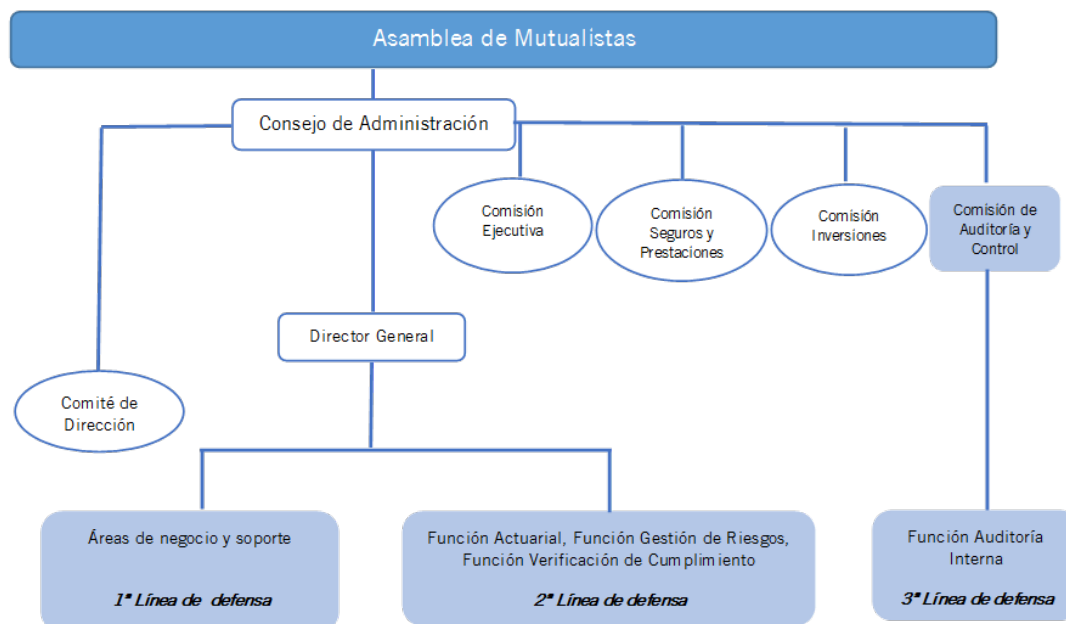 Asamblea de Mutualistas
Consejo de Administración
Comisión
Ejecutiva
Comisión
Seguros y
Prestaciones
Comisión
Inversiones
Comisión de
Auditoría y
Control
Director General
Comité de
Dirección
Áreas de negocio y soporte
1ª Línea de defensa
Función Actuarial, Función Gestión de Riesgos,
Función Verificación de Cumplimiento
2ª Línea de defensa
Función Auditoría
Interna
3ª Línea de defensa